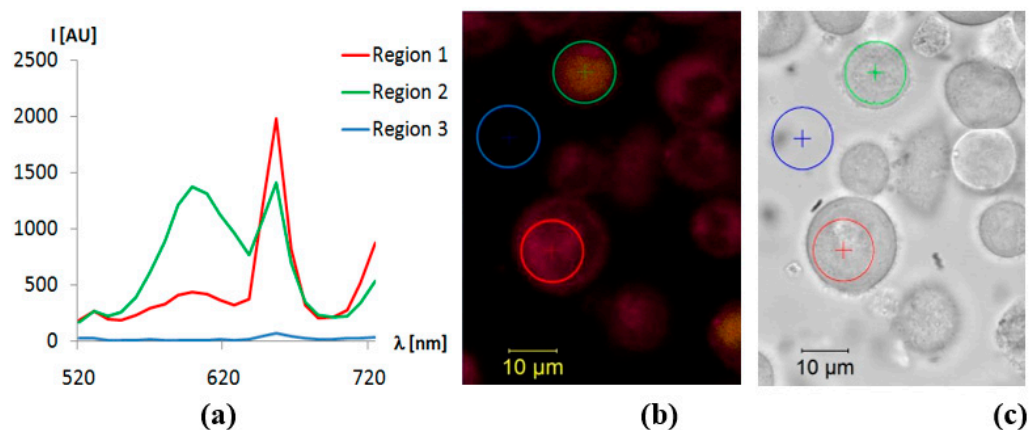 I [AU]
2500
2000
1500
1000
500
0
520
620
720
λ [nm]
Region 1
Region 2
Region 3
10 μm
10 μm
(a)
(b)
(c)